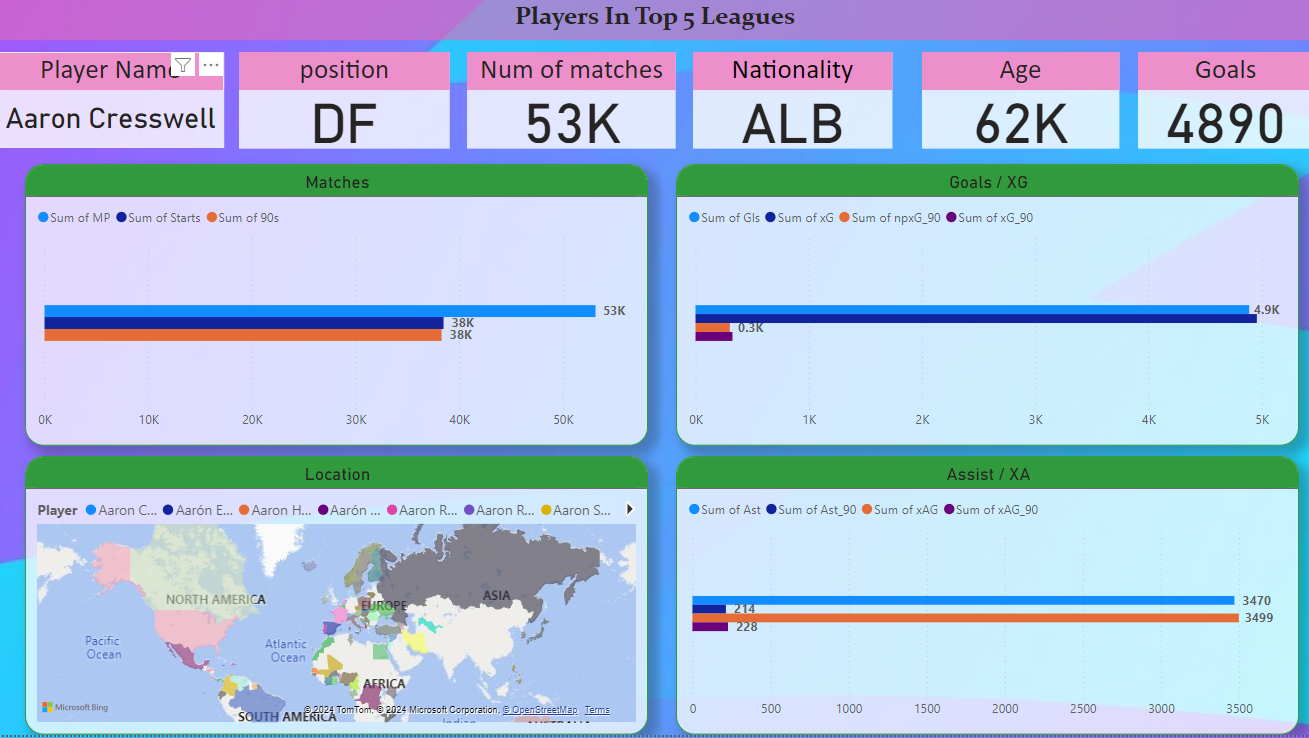 Players In Top 5 Leagues
Player Name
position
Num of matches
Nationality
Age
Goals
Aaron Cresswell
DF
53K
ALB
62K
4890
Matches
Sum of MP Sum of Starts Sum of 90s
53K
38K
38K
0K 10K 20K 30K 40K 50K
Goals / XG
Sum of Gls Sum of xG Sum of npxG_90 Sum of xG_90
4.9K
0.3K
0K 1K 2K 3K 4K 5K
Location
Player Aaron C... Aarón E... Aaron H... Aarón ... Aaron R... Aaron R... Aaron S...
NORTH AMERICA
EUROPE
ASIA
Pacific
Ocean
Atlantic
Ocean
AFRICA
SOUTH AMERICA
Indian
AUSTRALIA
Microsoft Bing
© 2024 TomTom, © 2024 Microsoft Corporation, © OpenStreetMap Terms
Assist / XA
Sum of Ast Sum of Ast_90 Sum of xAG Sum of xAG_90
3470
214
3499
228
0 500 1000 1500 2000 2500 3000 3500